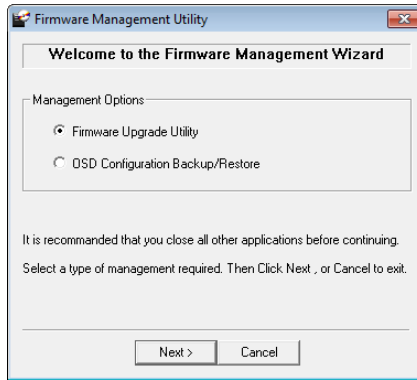 Firmware Management Utility
Welcome to the Firmware Management Wizard
Management Options
Firmware Upgrade Utility
OSD Configuration Backup/Restore
It is recommanded that you close all other applications before continuing.
Select a type of management required. Then Click Next , or Cancel to exit.
Next >
Cancel